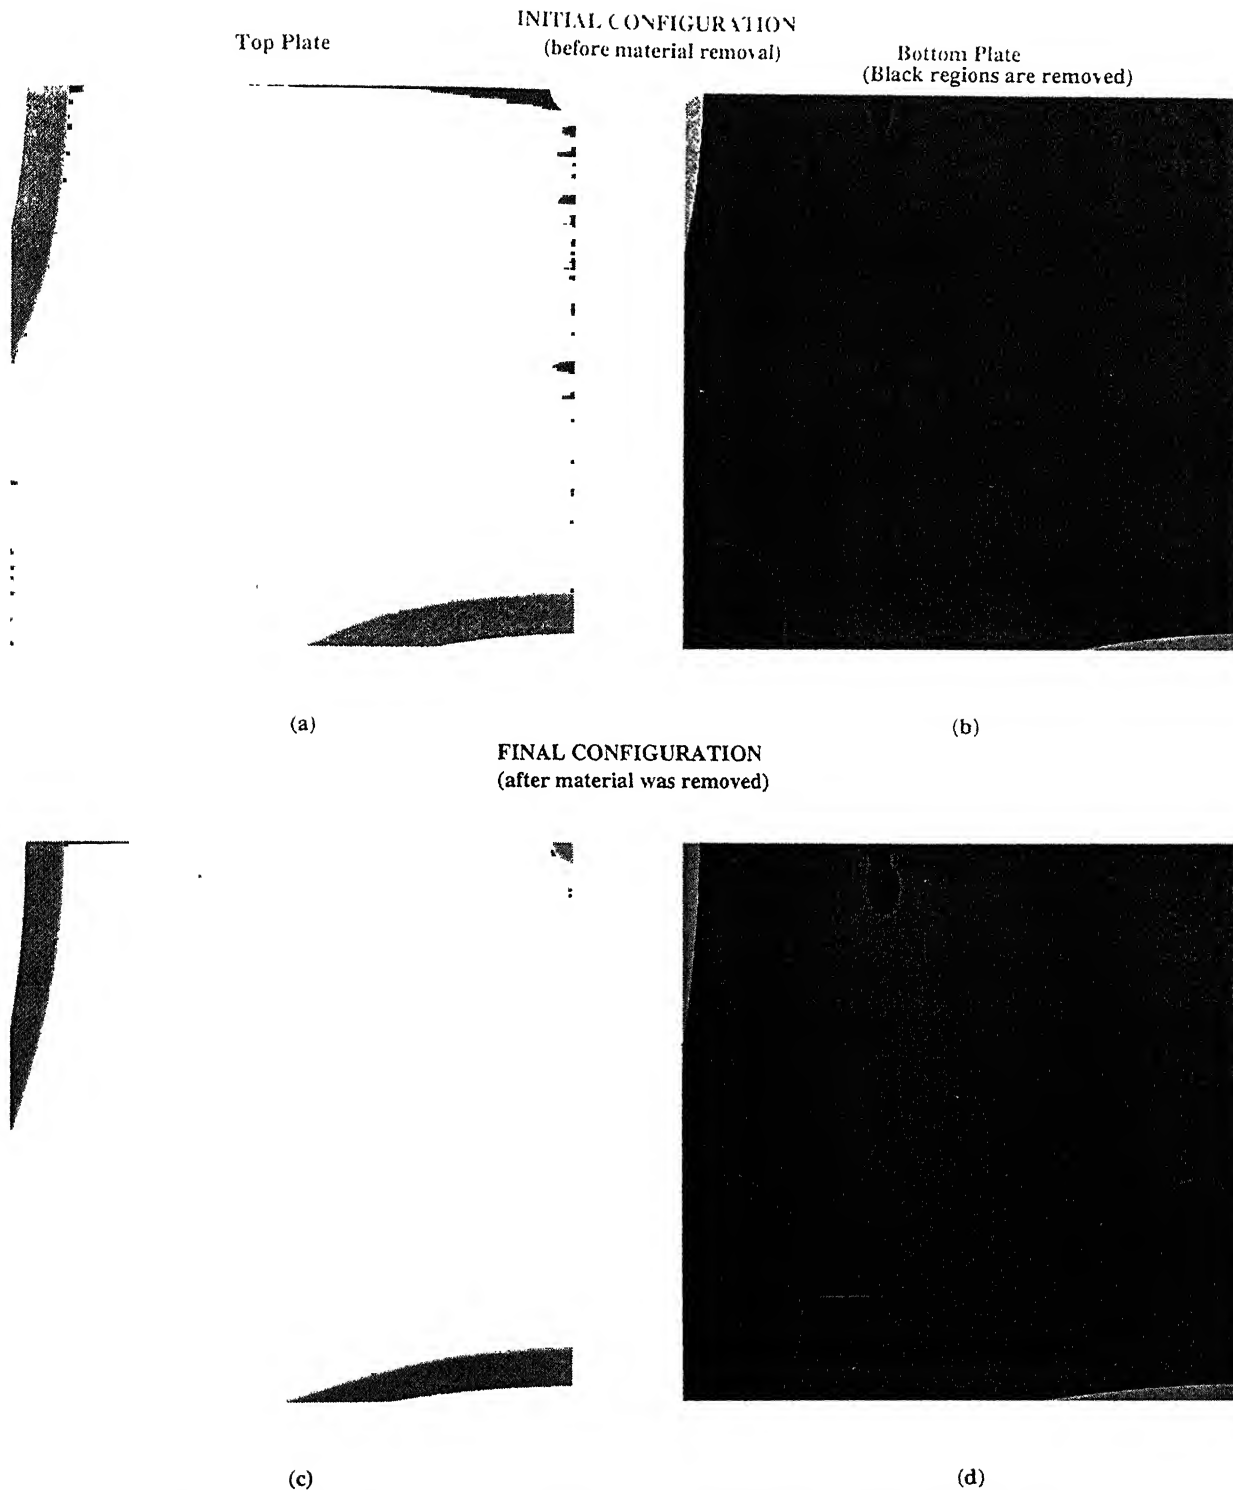 INITIAL CONFIGURATION
Top Plate
(before material removal)
Bottom Plate
(Black regions are removed)
(a)
(b)
FINAL CONFIGURATION
(after material was removed)
(c)
(d)